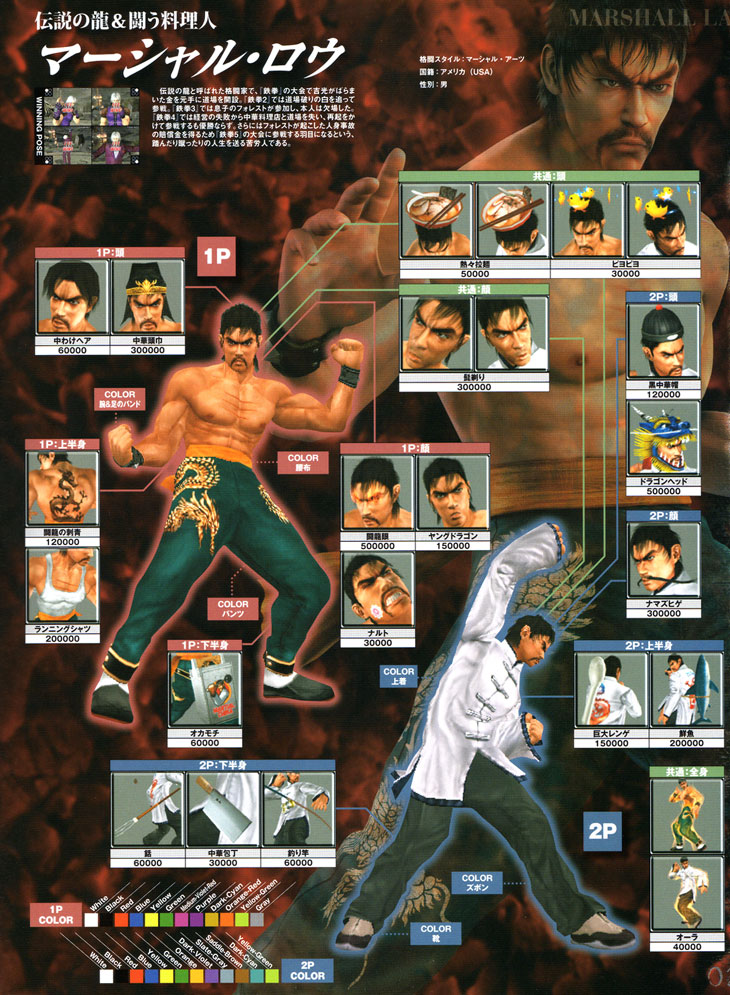 伝説の龍＆闘う料理人
マーシャル・ロウ
MARSHALL LA
格闘スタイル：マーシャル・アーツ
国籍：アメリカ（USA）
性別：男
WINNING POSE
伝説の龍と呼ばれた格闘家で、『鉄拳』の大会で吉光がばらま
いた金を元手に道場を開設。『鉄拳2』では道場破りの白を追って
参戦。『鉄拳3』では息子のフォレストが参加し、本人は欠場した。
『鉄拳4』では経営の失敗から中華料理店と道場を失い、再起をか
けて参戦するも優勝ならず。さらにはフォレストが起こした人身事故
の賠償金を得るため『鉄拳5』の大会に参戦する羽目になるという、
踏んだり蹴ったりの人生を送る苦労人である。
共通：頭
熱々拉麺
50000
ピヨピヨ
30000
1P：頭
中わけヘア
60000
中華頭巾
300000
1P
共通：顔
髭剃り
300000
2P：頭
黒中華帽
120000
ドラゴンヘッド
500000
COLOR
腕&足のバンド
1P：上半身
闘龍の刺青
120000
ランニングシャツ
200000
COLOR
腰布
1P：顔
闘龍眼
500000
ヤングドラゴン
150000
ナルト
30000
2P：顔
ナマズヒゲ
300000
COLOR
パンツ
1P：下半身
オカモチ
60000
COLOR
上着
2P：上半身
巨大レンゲ
150000
鮮魚
200000
2P：下半身
銛
60000
中華包丁
30000
釣り竿
60000
共通：全身
オーラ
40000
2P
COLOR
ズボン
COLOR
靴
1P
COLOR
White
Black
Red
Blue
Yellow
Green
Medium-Violet-Red
Purple
Dark-Cyan
Orange-Red
Yellow-Green
Gray
White
Black
Red
Blue
Yellow
Green
Orange
Dark-Violet
Slate-Gray
Saddle-Brown
Dark-Cyan
Yellow-Green
2P
COLOR